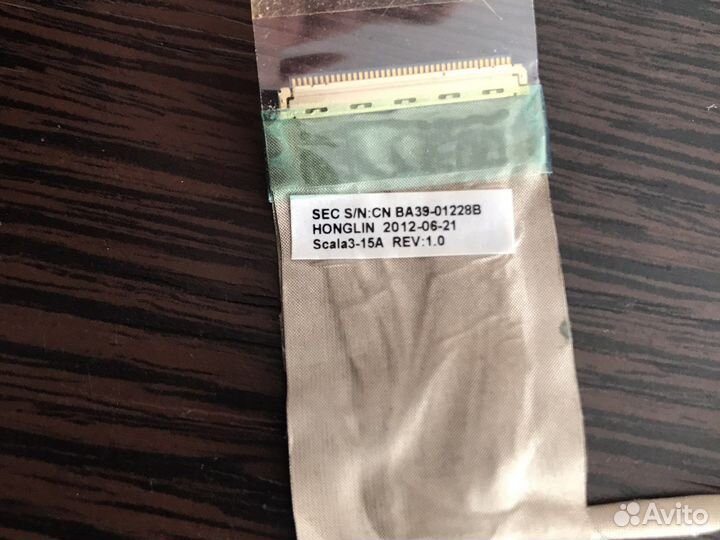 SEC S/N:CN BA39-01228B
HONGLIN 2012-06-21
Scala3-15A REV:1.0
Avito